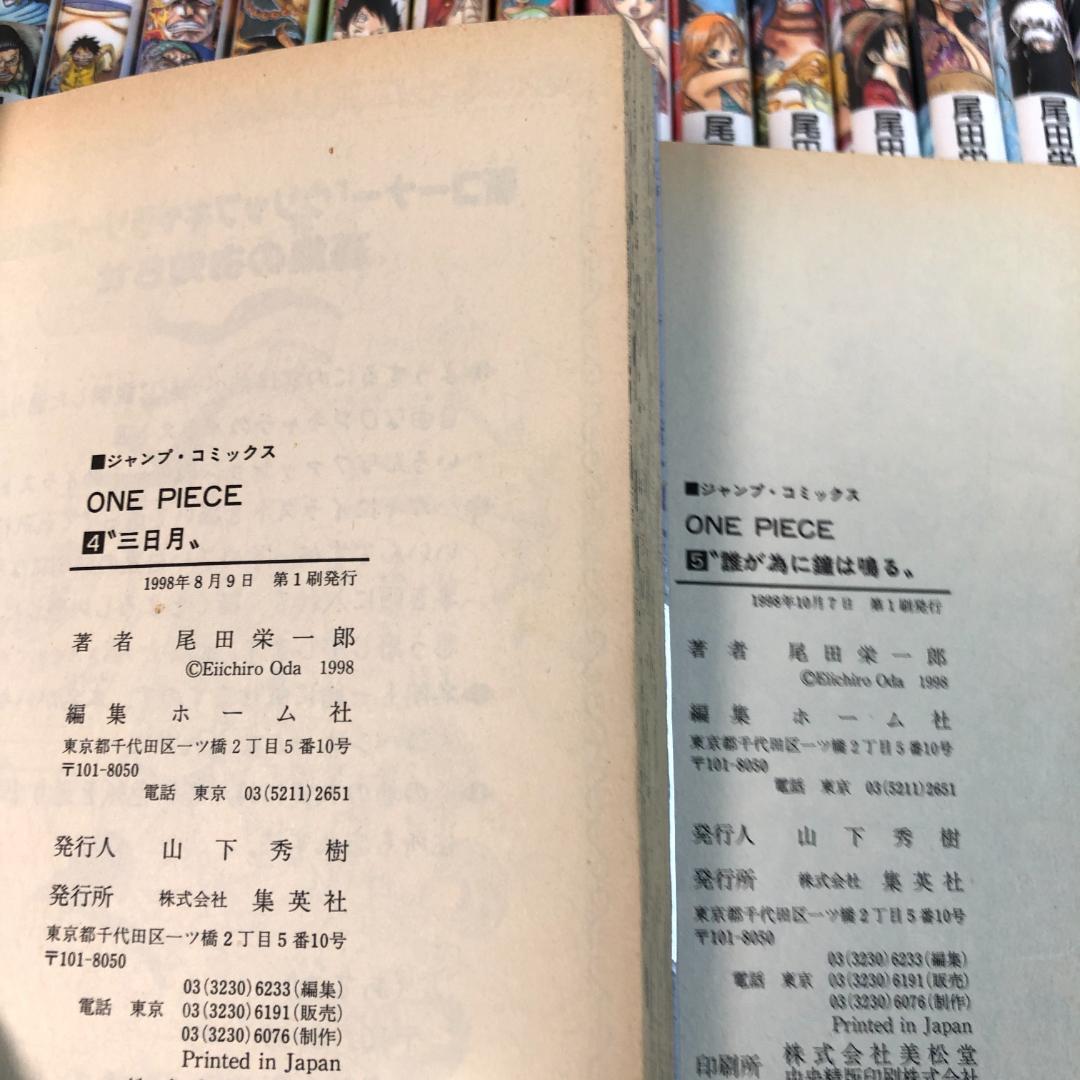 ■ジャンプ・コミックス
ONE PIECE
4〝三日月〟
1998年8月9日 第1刷発行
著者 尾田栄一郎
©Eiichiro Oda 1998
編集 ホーム社
東京都千代田区一ツ橋2丁目5番10号
〒101-8050
電話 東京 03(5211)2651
発行人 山下秀樹
発行所 株式会社 集英社
東京都千代田区一ツ橋2丁目5番10号
〒101-8050
03(3230)6233(編集)
電話 東京 03(3230)6191(販売)
03(3230)6076(制作)
Printed in Japan
■ジャンプ・コミックス
ONE PIECE
5〝誰が為に鐘は鳴る〟
1998年10月7日 第1刷発行
著者 尾田栄一郎
©Eiichiro Oda 1998
編集 ホーム社
東京都千代田区一ツ橋2丁目5番10号
〒101-8050
電話 東京 03(5211)2651
発行人 山下秀樹
発行所 株式会社 集英社
東京都千代田区一ツ橋2丁目5番10号
〒101-8050
03(3230)6233(編集)
電話 東京 03(3230)6191(販売)
03(3230)6076(制作)
Printed in Japan
印刷所 株式会社美松堂
中央精版印刷株式会社
尾
尾田
尾田
尾田栄
尾田栄